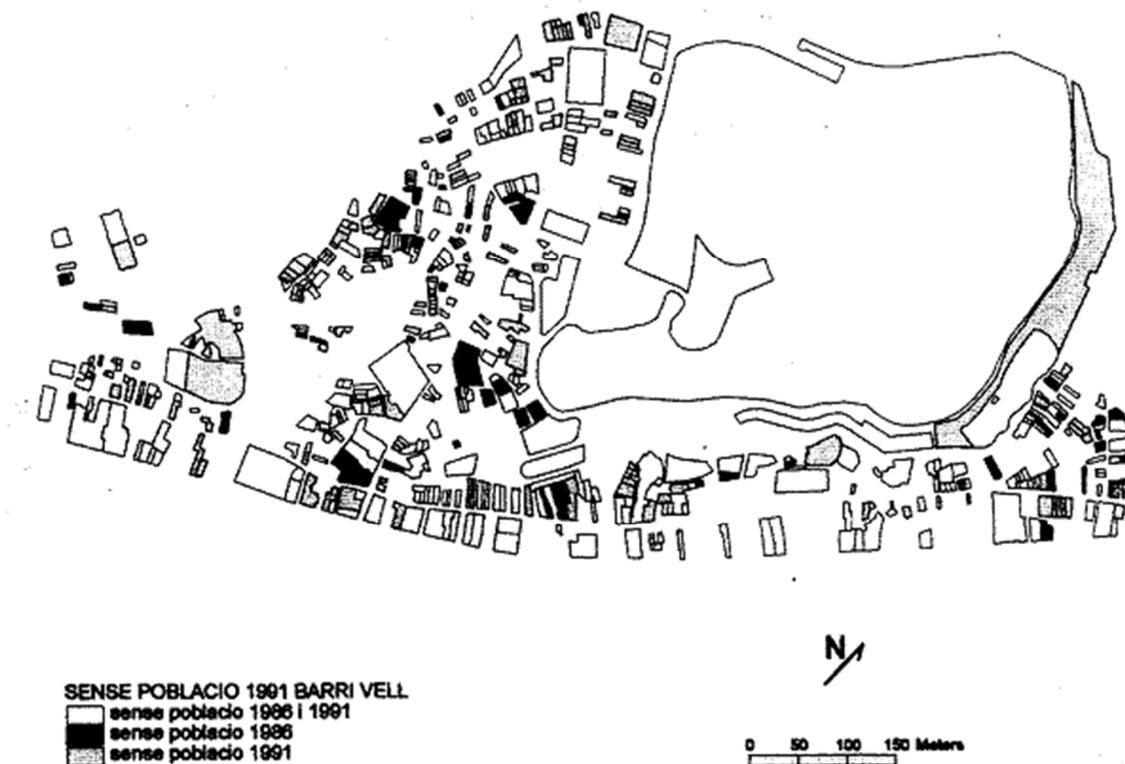 N
SENSE POBLACIO 1991 BARRI VELL
sense poblacio 1986 i 1991
sense poblacio 1986
sense poblacio 1991
0 50 100 150 Meters